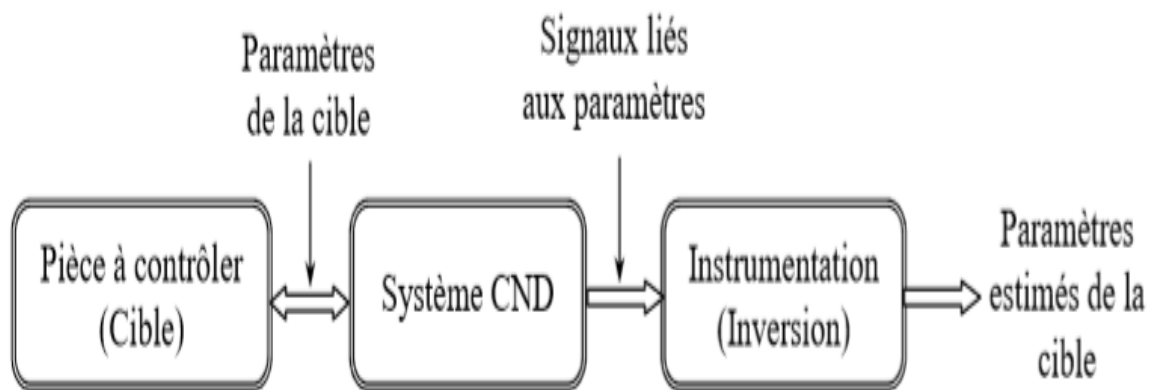 Paramètres
de la cible
Signaux liés
aux paramètres
Pièce à contrôler
(Cible)
Système CND
Instrumentation
(Inversion)
Paramètres
estimés de la
cible